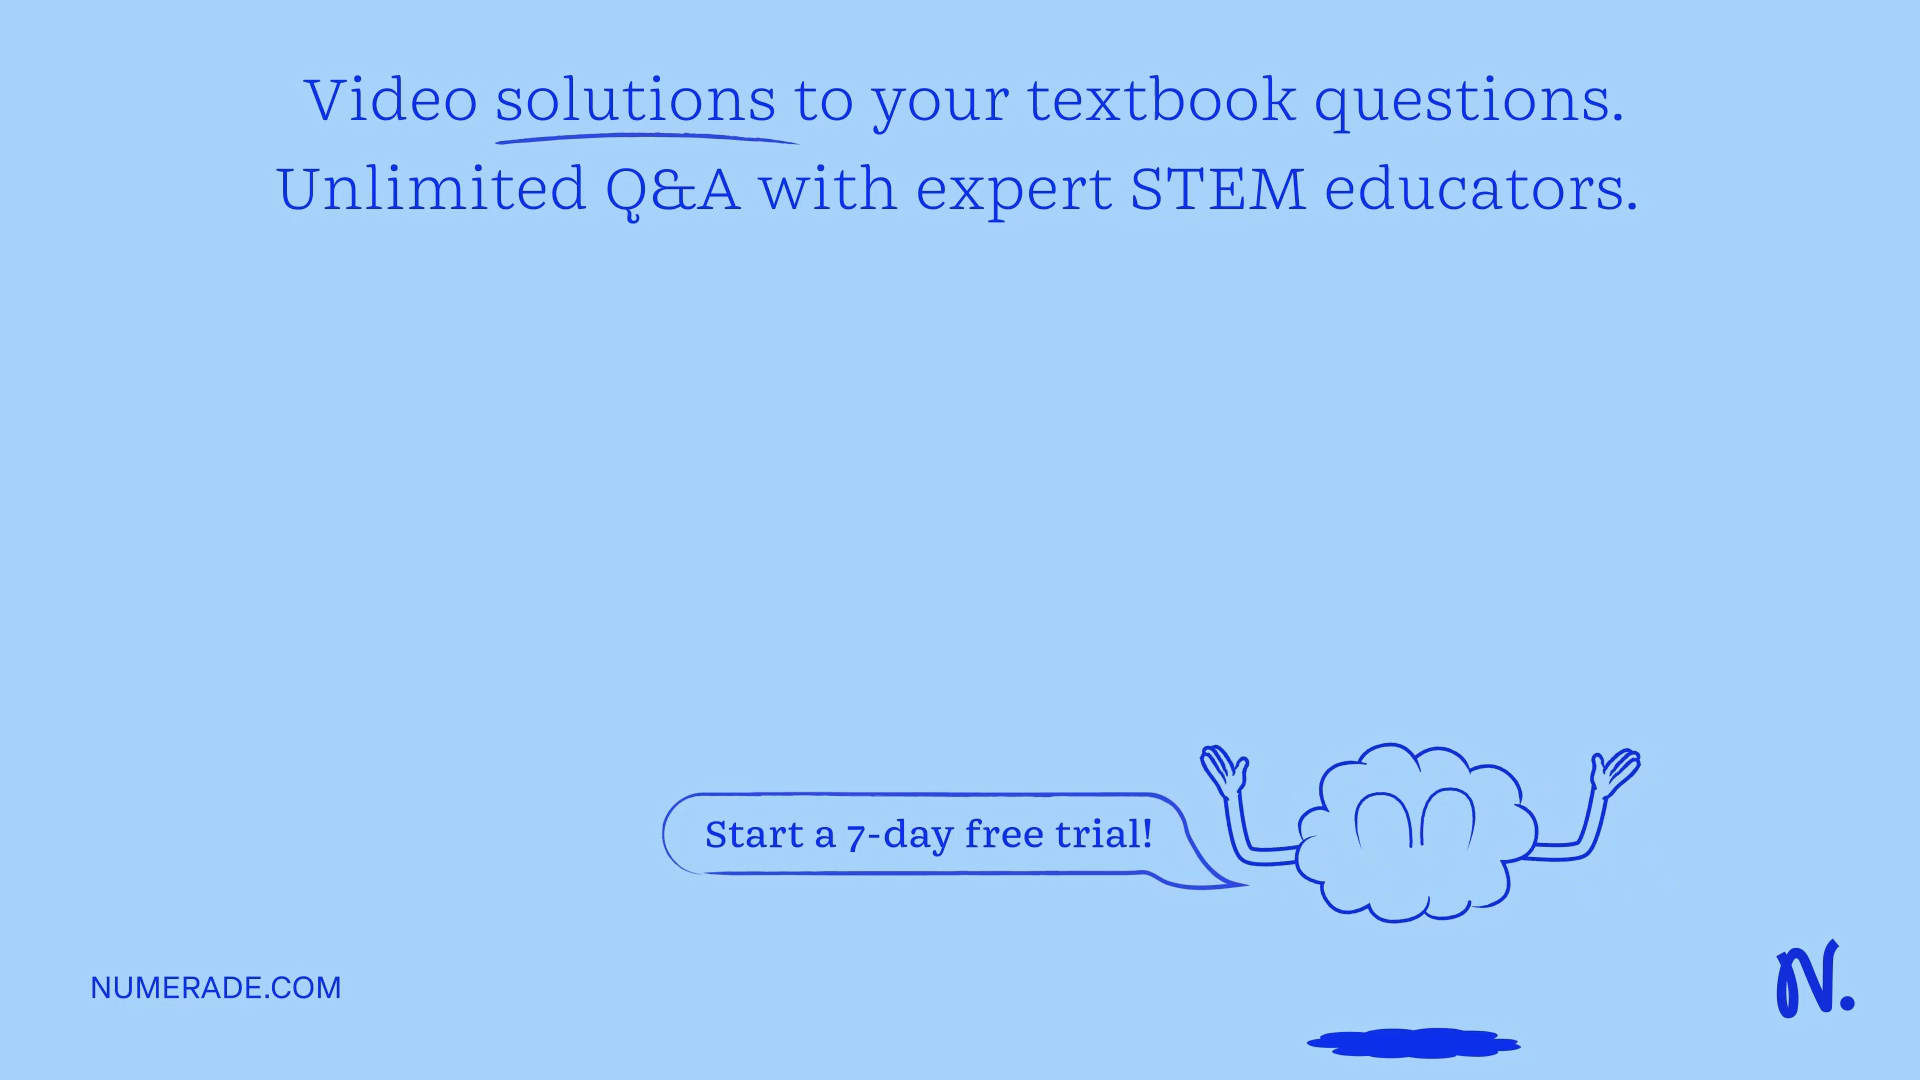 Video solutions to your textbook questions.
Unlimited Q&A with expert STEM educators.
Start a 7-day free trial!
NUMERADE.COM
N.